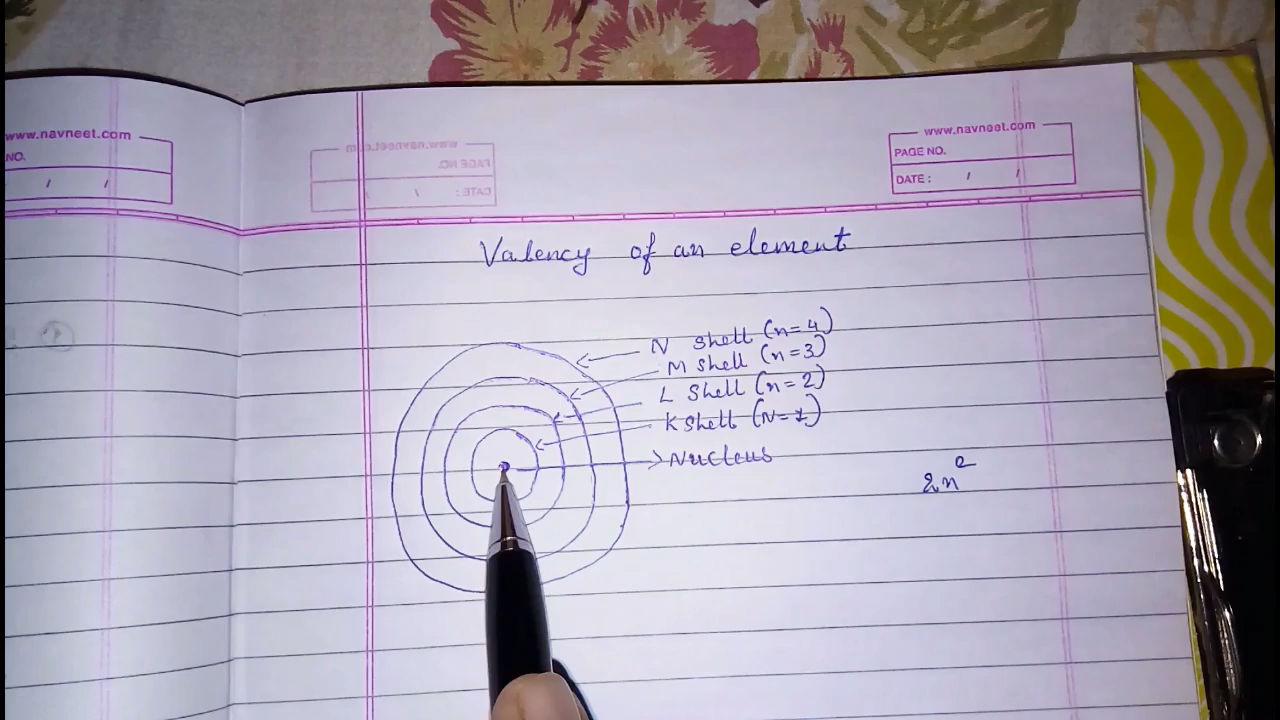 www.navneet.com
NO.
/ /
www.navneet.com
PAGE NO.
DATE :
www.navneet.com
PAGE NO.
DATE : / /
Valency of an element
N Shell (n=4)
M Shell (n=3)
L Shell (n=2)
K Shell (N=1)
Nucleus
2n²